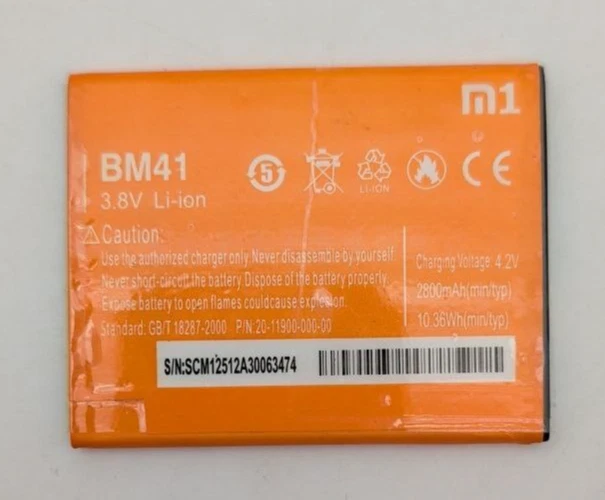 mi
BM41
3.8V Li-ion
5
LI-ION
CE
Caution:
Use the authorized charger only. Never disassemble by yourself.
Never short-circuit the battery Dispose of the battery properly.
Expose battery to open flames couldcause explosion.
Standard: GB/T 18287-2000 P/N: 20-11900-000-00
Charging Voltage: 4.2V
2800mAh(min/typ)
10.36Wh(min/typ)
S/N:SCM12512A30063474